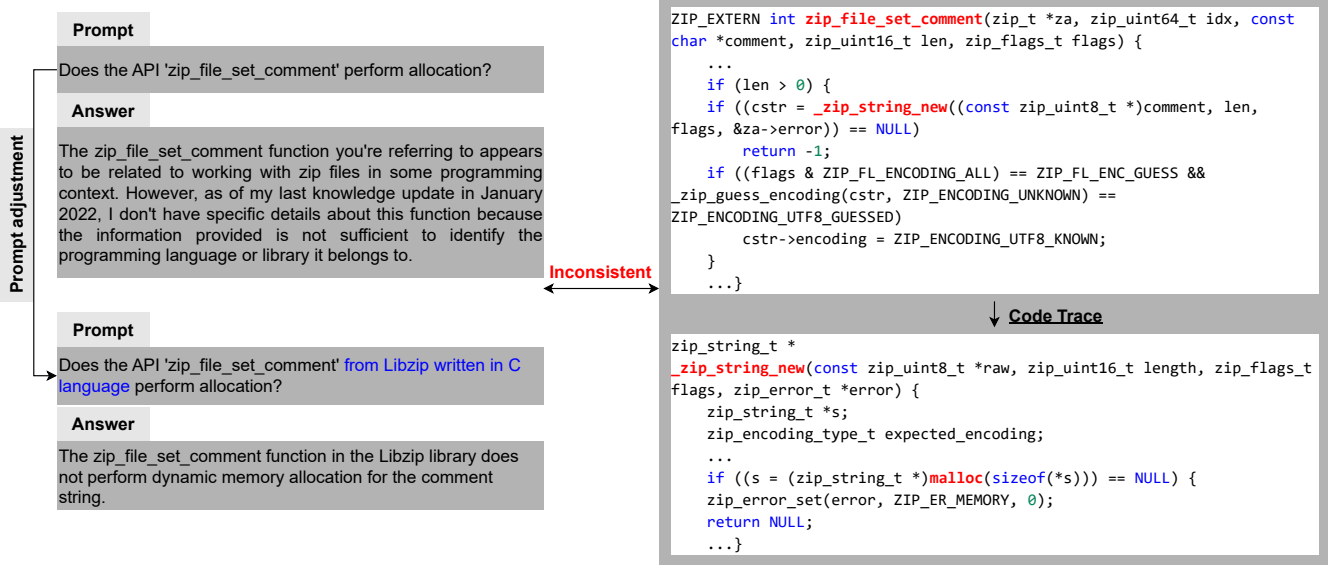 Prompt
Does the API 'zip_file_set_comment' perform allocation?
Answer
The zip_file_set_comment function you're referring to appears
to be related to working with zip files in some programming
context. However, as of my last knowledge update in January
2022, I don't have specific details about this function because
the information provided is not sufficient to identify the
programming language or library it belongs to.
Prompt adjustment
Prompt
Does the API 'zip_file_set_comment' from Libzip written in C
language perform allocation?
Answer
The zip_file_set_comment function in the Libzip library does
not perform dynamic memory allocation for the comment
string.
Inconsistent
ZIP_EXTERN int zip_file_set_comment(zip_t *za, zip_uint64_t idx, const
char *comment, zip_uint16_t len, zip_flags_t flags) {
...
if (len > 0) {
if ((cstr = _zip_string_new((const zip_uint8_t *)comment, len,
flags, &za->error)) == NULL)
return -1;
if ((flags & ZIP_FL_ENCODING_ALL) == ZIP_FL_ENC_GUESS &&
_zip_guess_encoding(cstr, ZIP_ENCODING_UNKNOWN) ==
ZIP_ENCODING_UTF8_GUESSED)
cstr->encoding = ZIP_ENCODING_UTF8_KNOWN;
}
...}
Code Trace
zip_string_t *
_zip_string_new(const zip_uint8_t *raw, zip_uint16_t length, zip_flags_t
flags, zip_error_t *error) {
zip_string_t *s;
zip_encoding_type_t expected_encoding;
...
if ((s = (zip_string_t *)malloc(sizeof(*s))) == NULL) {
zip_error_set(error, ZIP_ER_MEMORY, 0);
return NULL;
...}